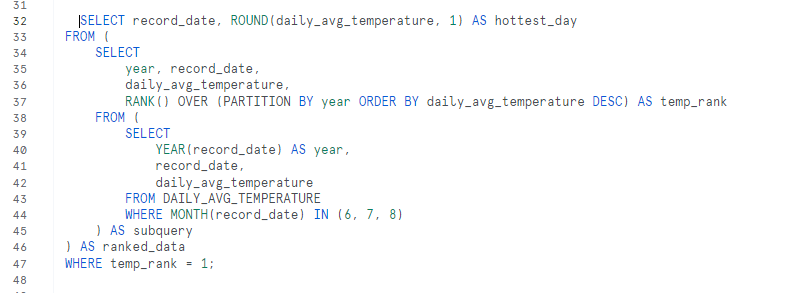 31
32 SELECT record_date, ROUND(daily_avg_temperature, 1) AS hottest_day
33 FROM (
34 SELECT
35 year, record_date,
36 daily_avg_temperature,
37 RANK() OVER (PARTITION BY year ORDER BY daily_avg_temperature DESC) AS temp_rank
38 FROM (
39 SELECT
40 YEAR(record_date) AS year,
41 record_date,
42 daily_avg_temperature
43 FROM DAILY_AVG_TEMPERATURE
44 WHERE MONTH(record_date) IN (6, 7, 8)
45 ) AS subquery
46 ) AS ranked_data
47 WHERE temp_rank = 1;
48